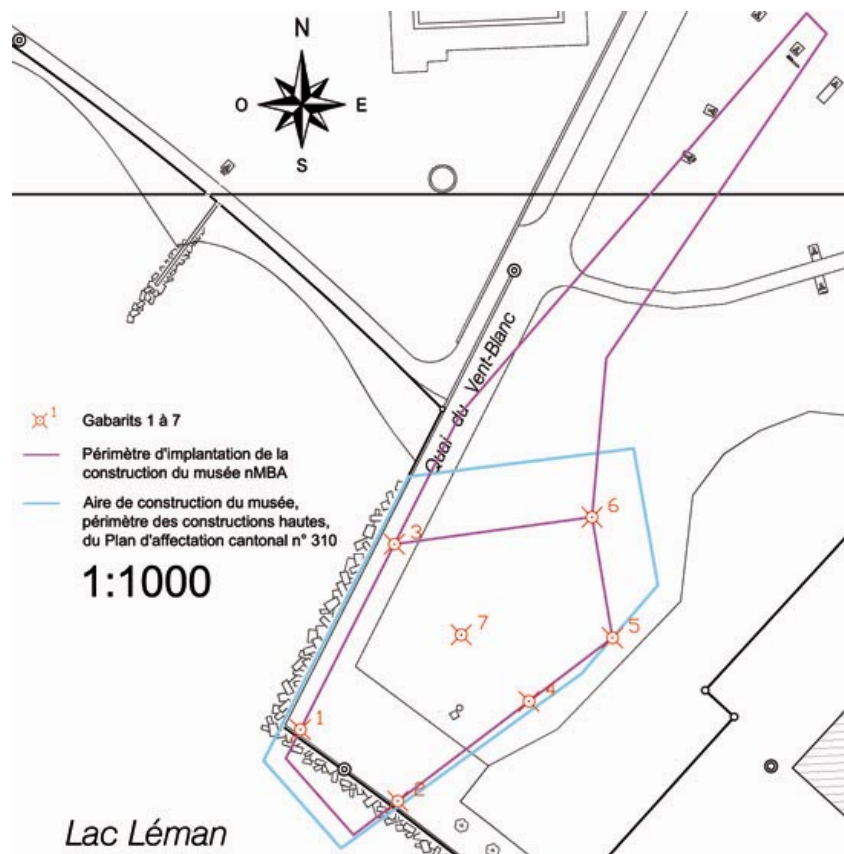 N
O
E
S
Quai du Vent-Blanc
1
Gabarits 1 à 7
Périmètre d'implantation de la
construction du musée nMBA
Aire de construction du musée,
périmètre des constructions hautes,
du Plan d'affectation cantonal n° 310
1:1000
6
3
7
5
4
1
2
Lac Léman